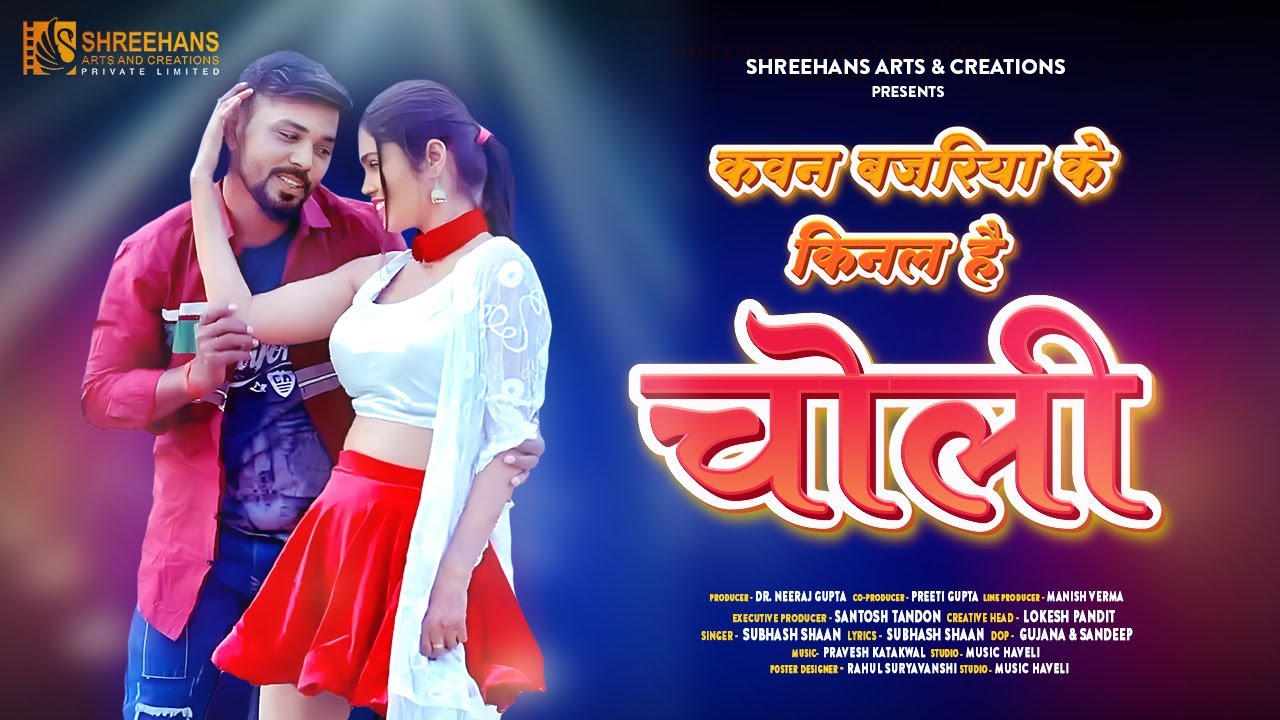 SHREEHANS
ARTS AND CREATIONS
PRIVATE LIMITED
SHREEHANS ARTS & CREATIONS
PRESENTS
कवन बजरिया के
किनल है
चोली
PRODUCER - DR. NEERAJ GUPTA CO-PRODUCER - PREETI GUPTA LINE PRODUCER - MANISH VERMA
EXECUTIVE PRODUCER - SANTOSH TANDON CREATIVE HEAD - LOKESH PANDIT
SINGER - SUBHASH SHAAN LYRICS - SUBHASH SHAAN DOP - GUJANA & SANDEEP
MUSIC - PRAVESH KATAKWAL STUDIO - MUSIC HAVELI
POSTER DESIGNER - RAHUL SURYAVANSHI STUDIO - MUSIC HAVELI